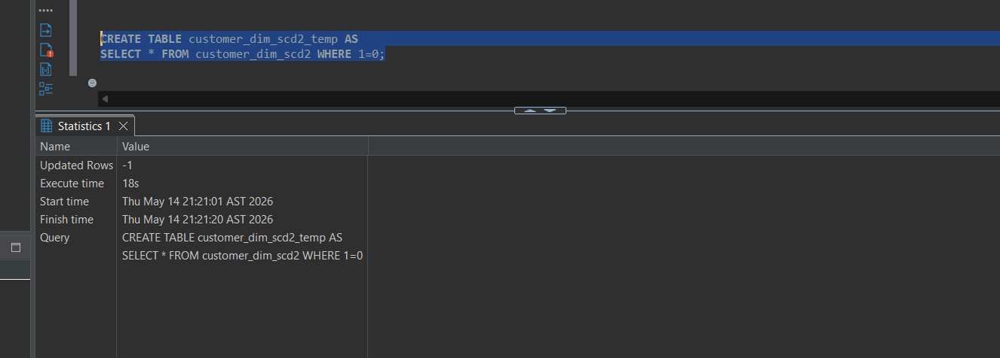 CREATE TABLE customer_dim_scd2_temp AS
SELECT * FROM customer_dim_scd2 WHERE 1=0;
Statistics 1
Name Value
Updated Rows -1
Execute time 18s
Start time Thu May 14 21:21:01 AST 2026
Finish time Thu May 14 21:21:20 AST 2026
Query CREATE TABLE customer_dim_scd2_temp AS
SELECT * FROM customer_dim_scd2 WHERE 1=0